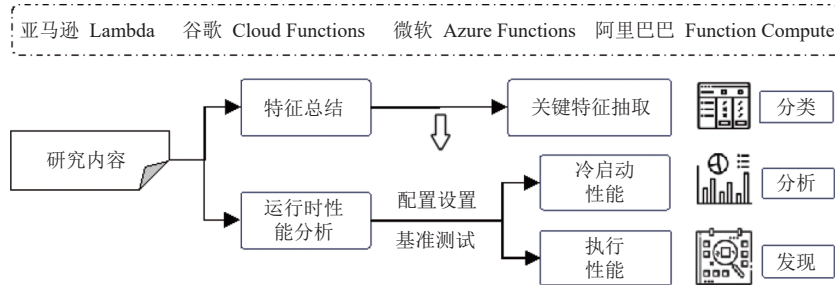 亚马逊 Lambda 谷歌 Cloud Functions 微软 Azure Functions 阿里巴巴 Function Compute
特征总结
关键特征抽取
分类
研究内容
冷启动
性能
分析
运行时性
能分析
配置设置
基准测试
执行
性能
发现